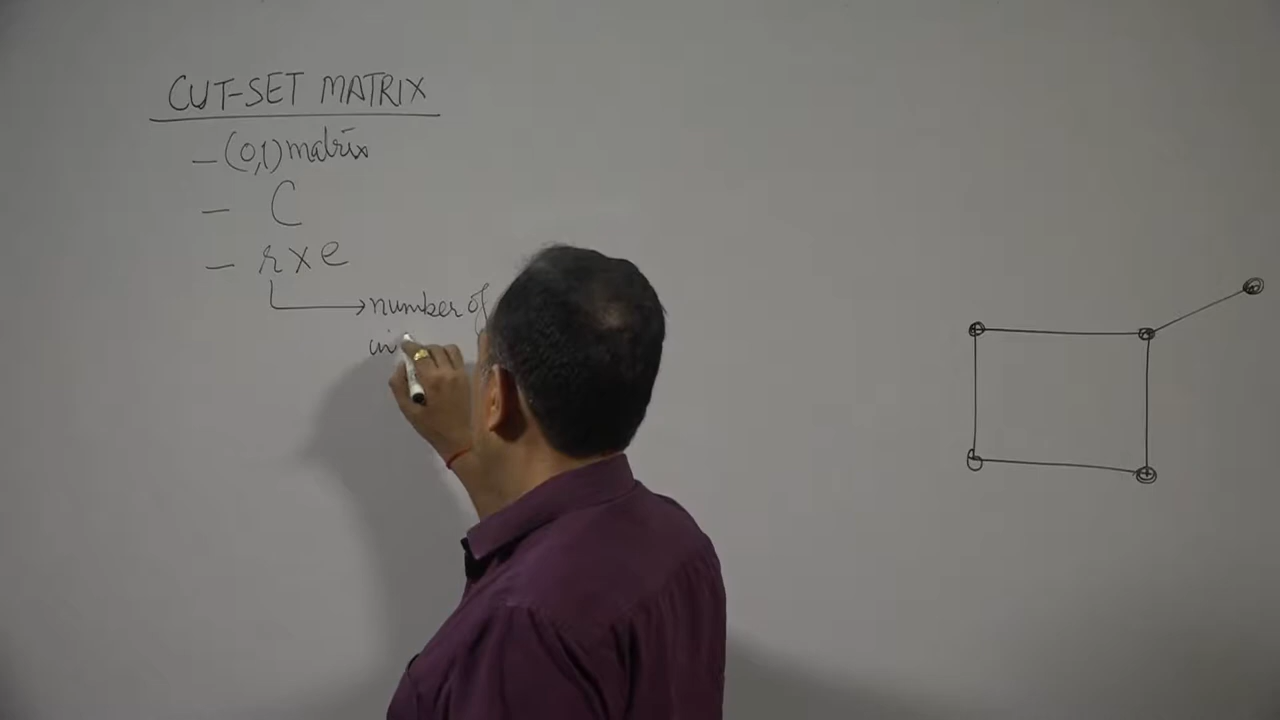 CUT-SET MATRIX
– (0,1) matrix
– C
– r x e
number of